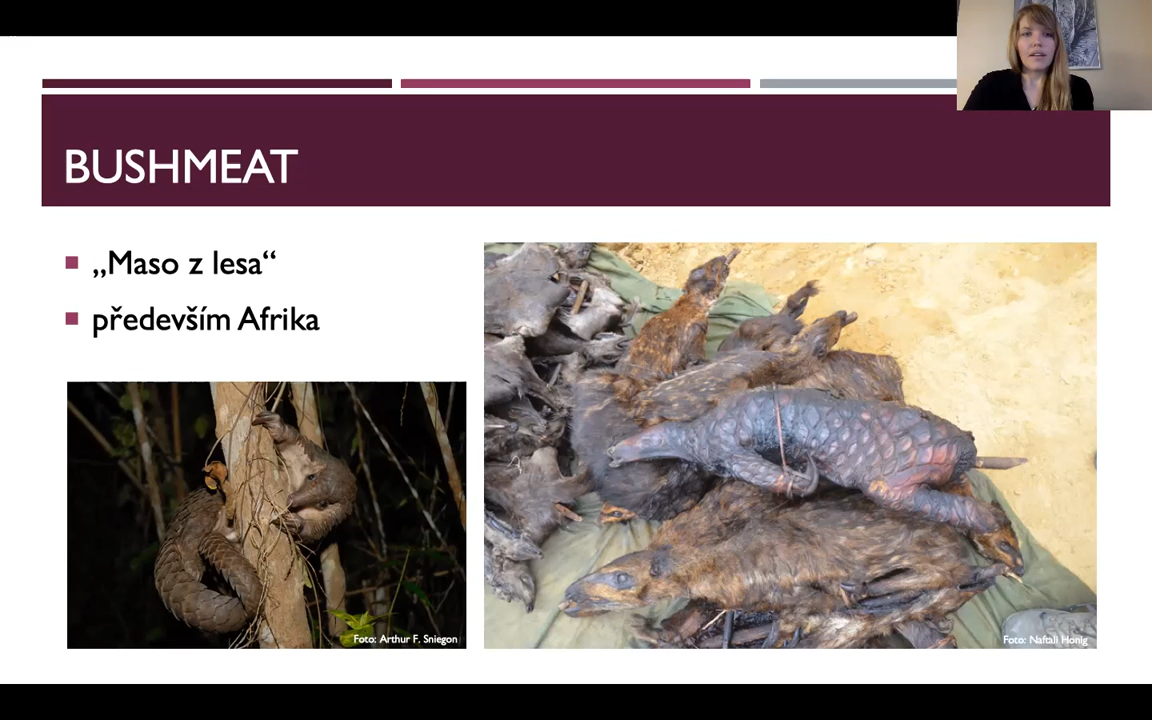 BUSHMEAT
„Maso z lesa“
především Afrika
Foto: Arthur F. Sniegon
Foto: Naftali Honig